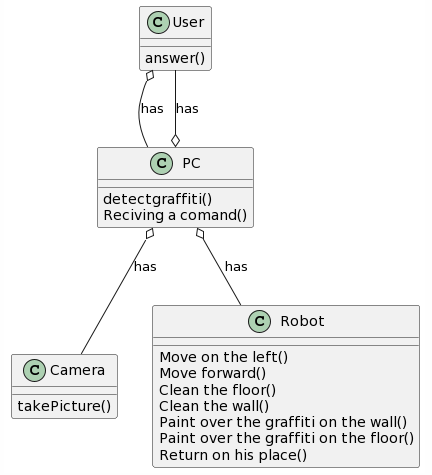 C User
answer()
has
has
C PC
detectgraffiti()
Reciving a comand()
has
has
C Camera
takePicture()
C Robot
Move on the left()
Move forward()
Clean the floor()
Clean the wall()
Paint over the graffiti on the wall()
Paint over the graffiti on the floor()
Return on his place()